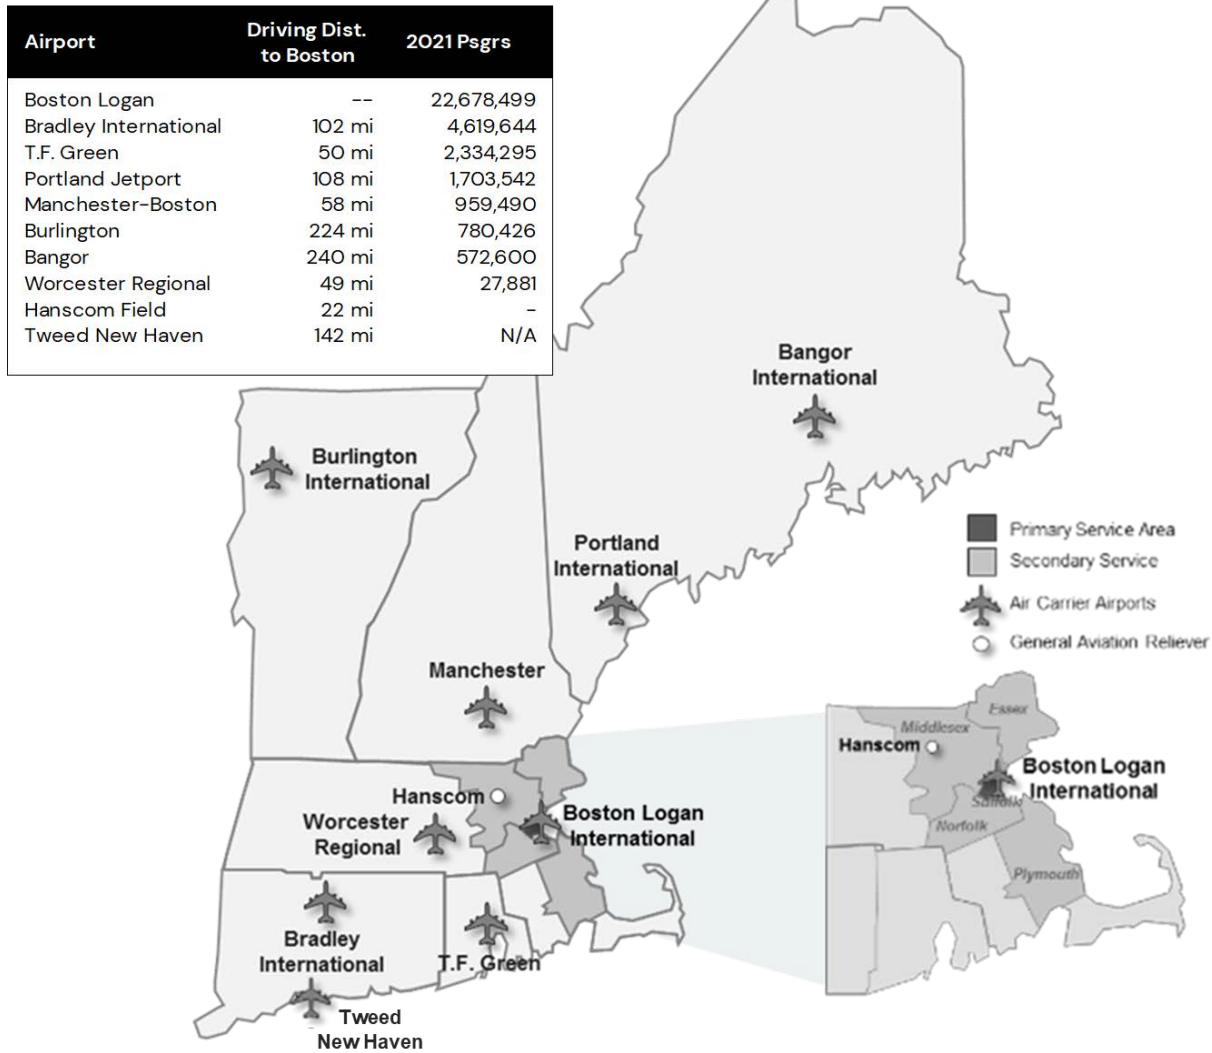 Airport Driving Dist. to Boston 2021 Psgrs
Boston Logan -- 22,678,499
Bradley International 102 mi 4,619,644
T.F. Green 50 mi 2,334,295
Portland Jetport 108 mi 1,703,542
Manchester-Boston 58 mi 959,490
Burlington 224 mi 780,426
Bangor 240 mi 572,600
Worcester Regional 49 mi 27,881
Hanscom Field 22 mi -
Tweed New Haven 142 mi N/A
Bangor
International
Burlington
International
Portland
International
Primary Service Area
Secondary Service
Air Carrier Airports
General Aviation Reliever
Manchester
Essex
Middlesex
Hanscom
Boston Logan
International
Suffolk
Norfolk
Plymouth
Hanscom
Worcester
Regional
Boston Logan
International
Bradley
International
T.F. Green
Tweed
New Haven